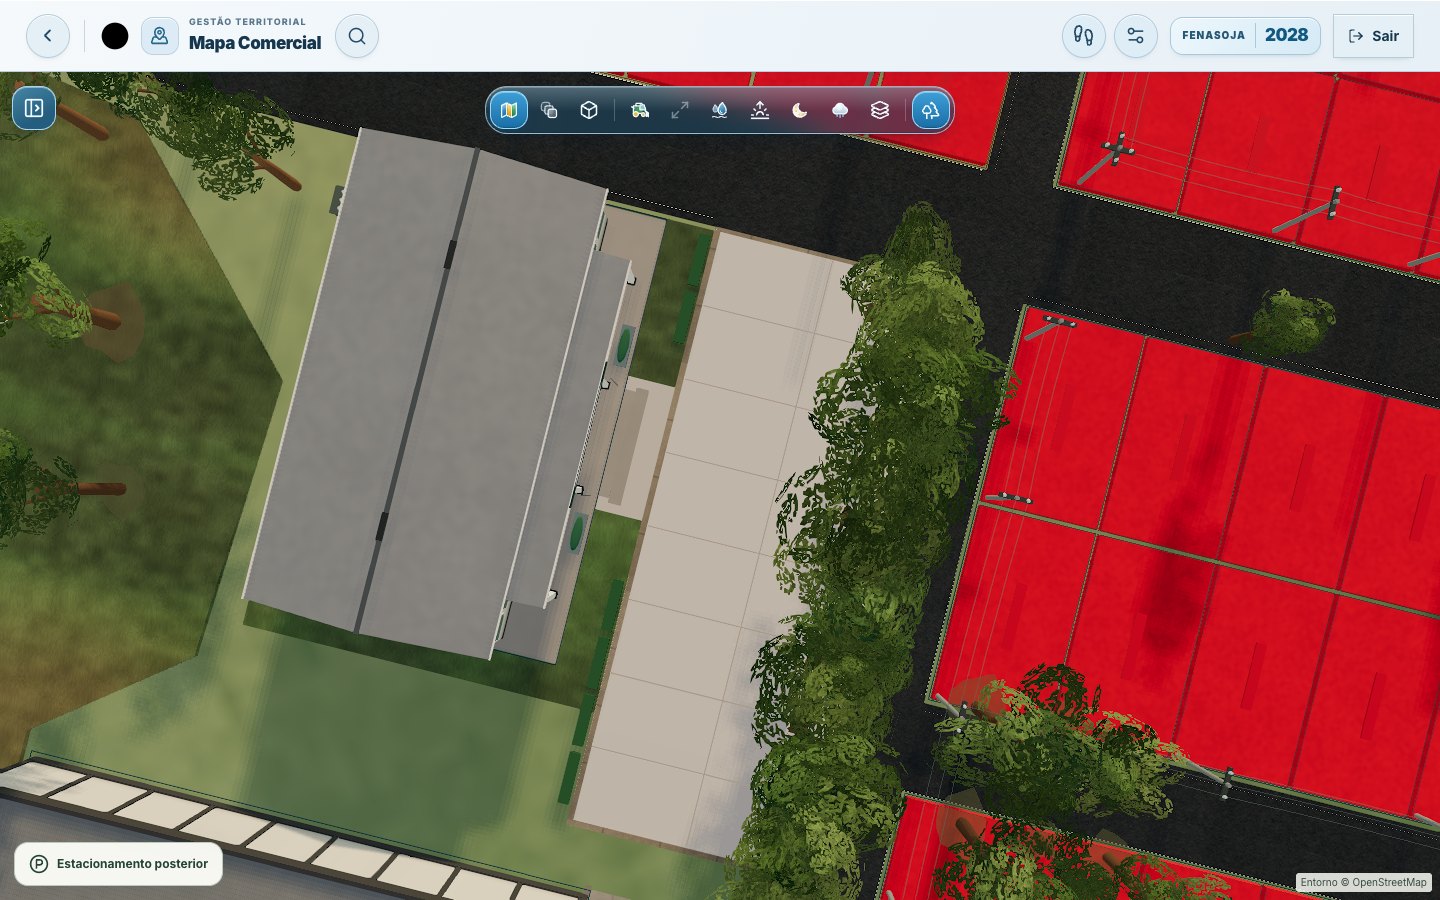 GESTÃO TERRITORIAL
Mapa Comercial
FENASOJA 2028
Sair
Estacionamento posterior
Entorno © OpenStreetMap